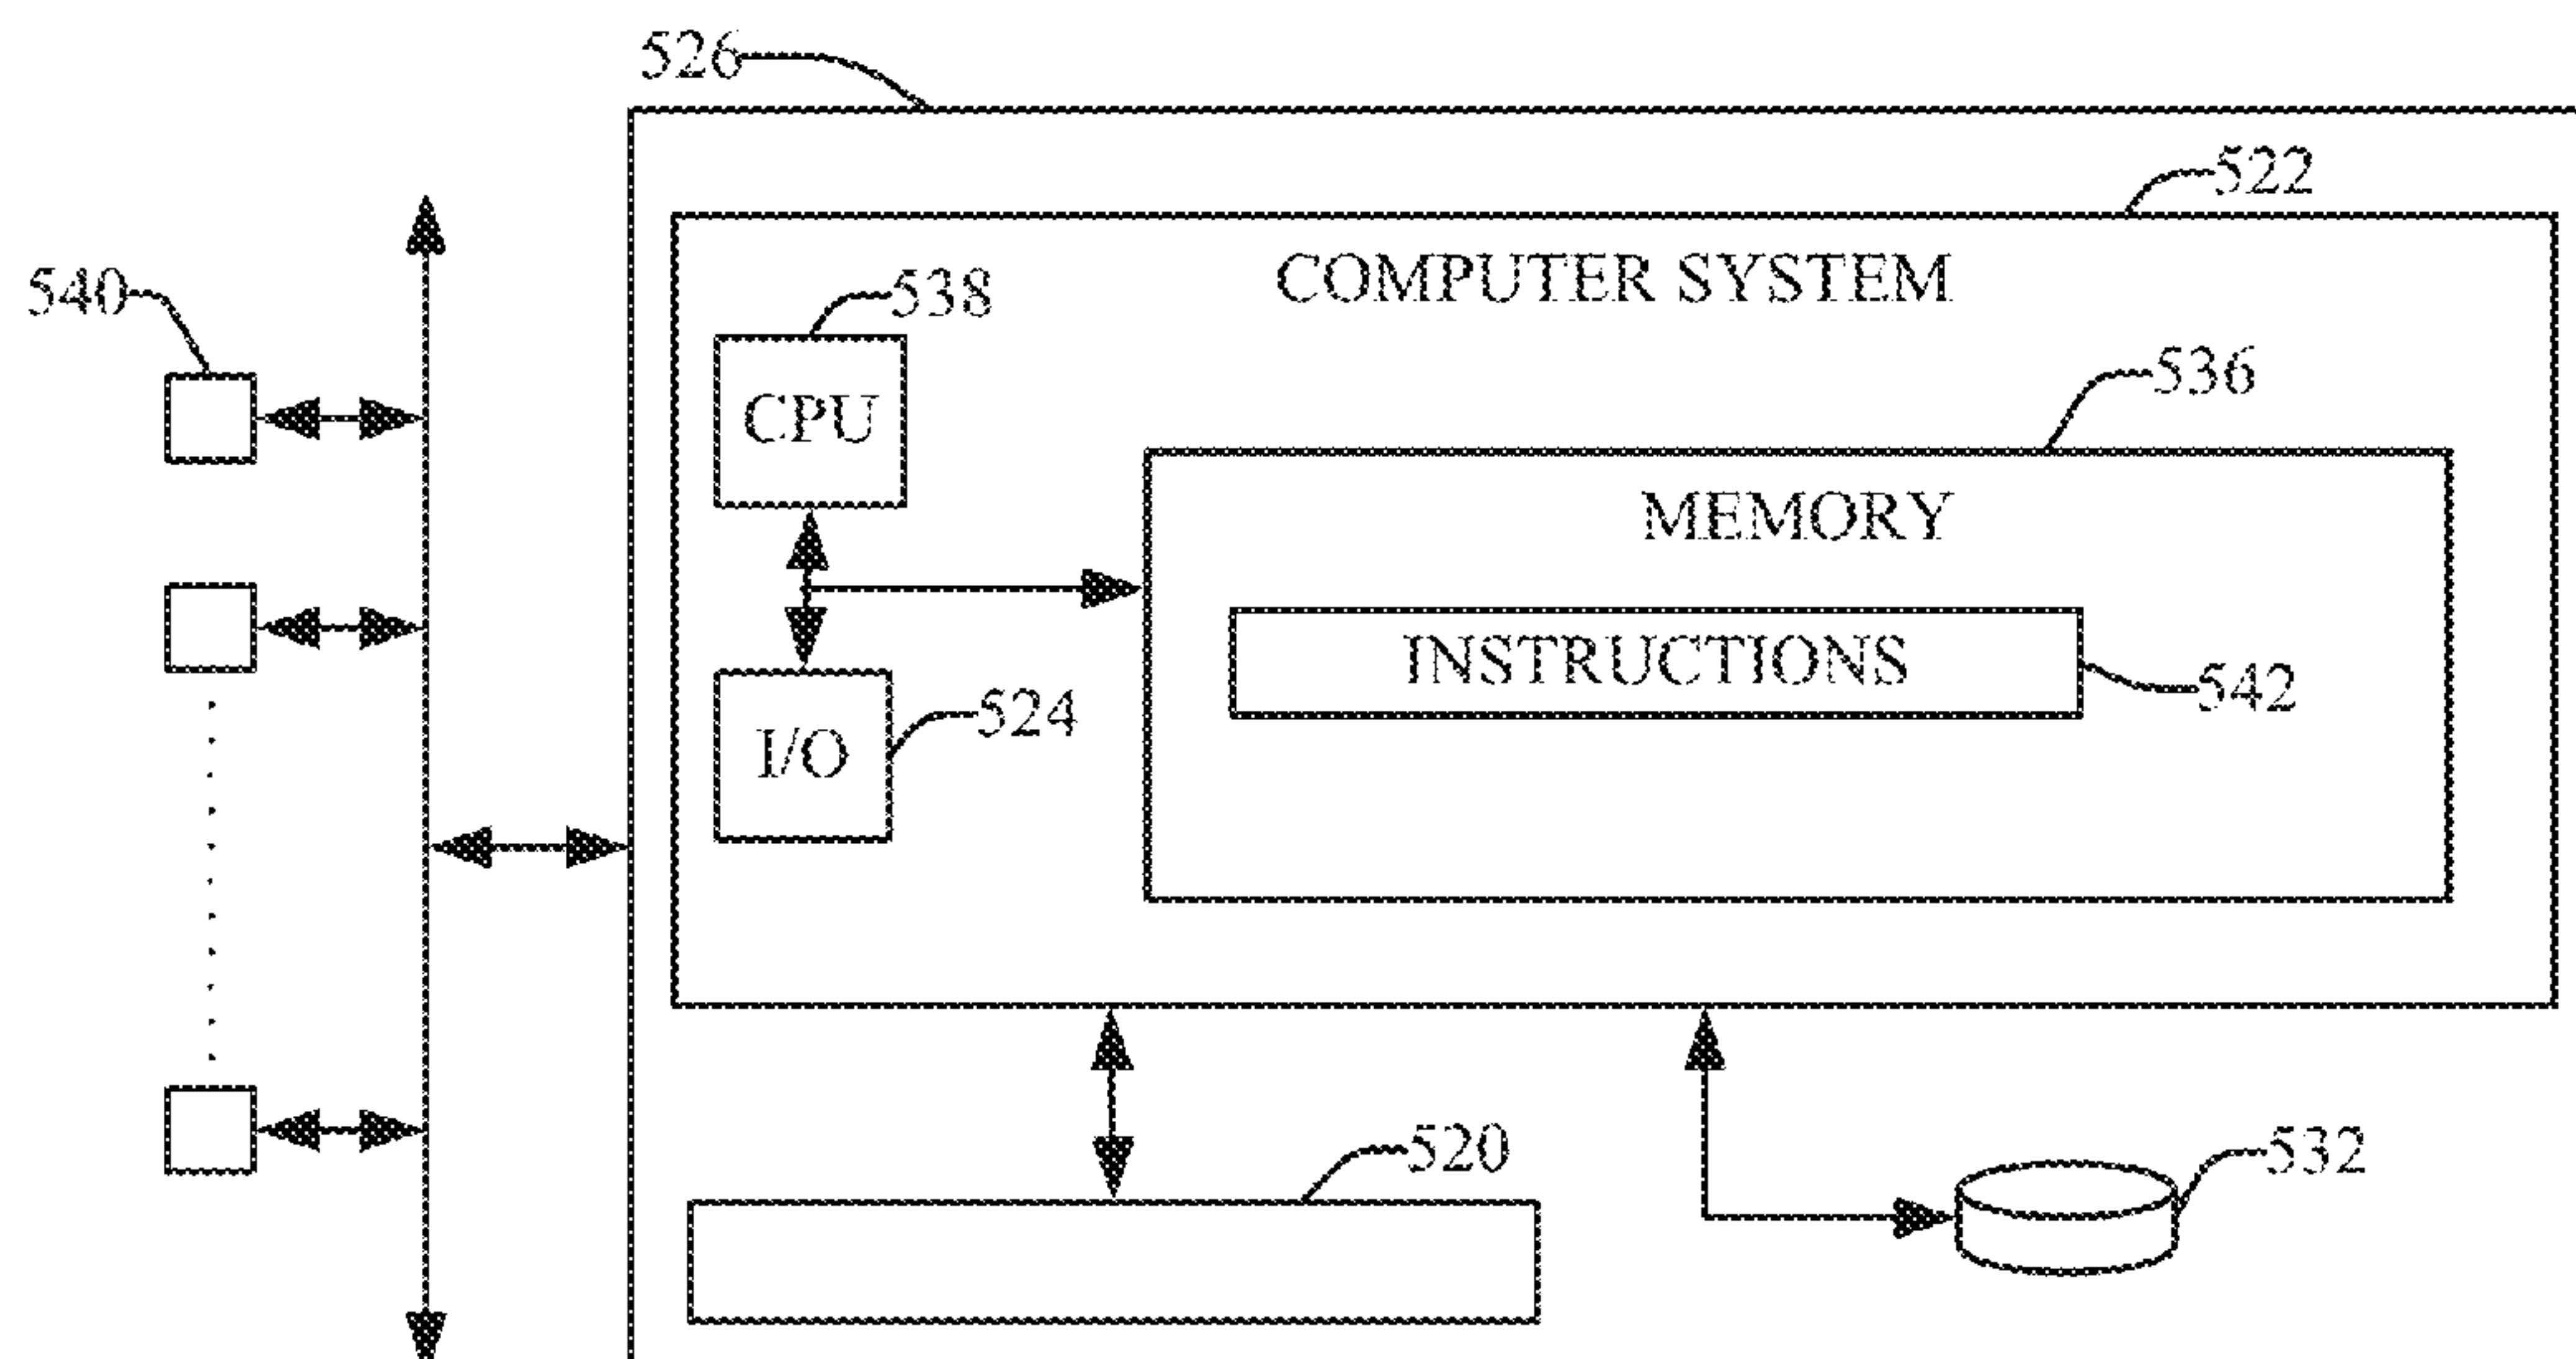 526
522
COMPUTER SYSTEM
540
538
536
CPU
MEMORY
INSTRUCTIONS
542
524
I/O
520
532